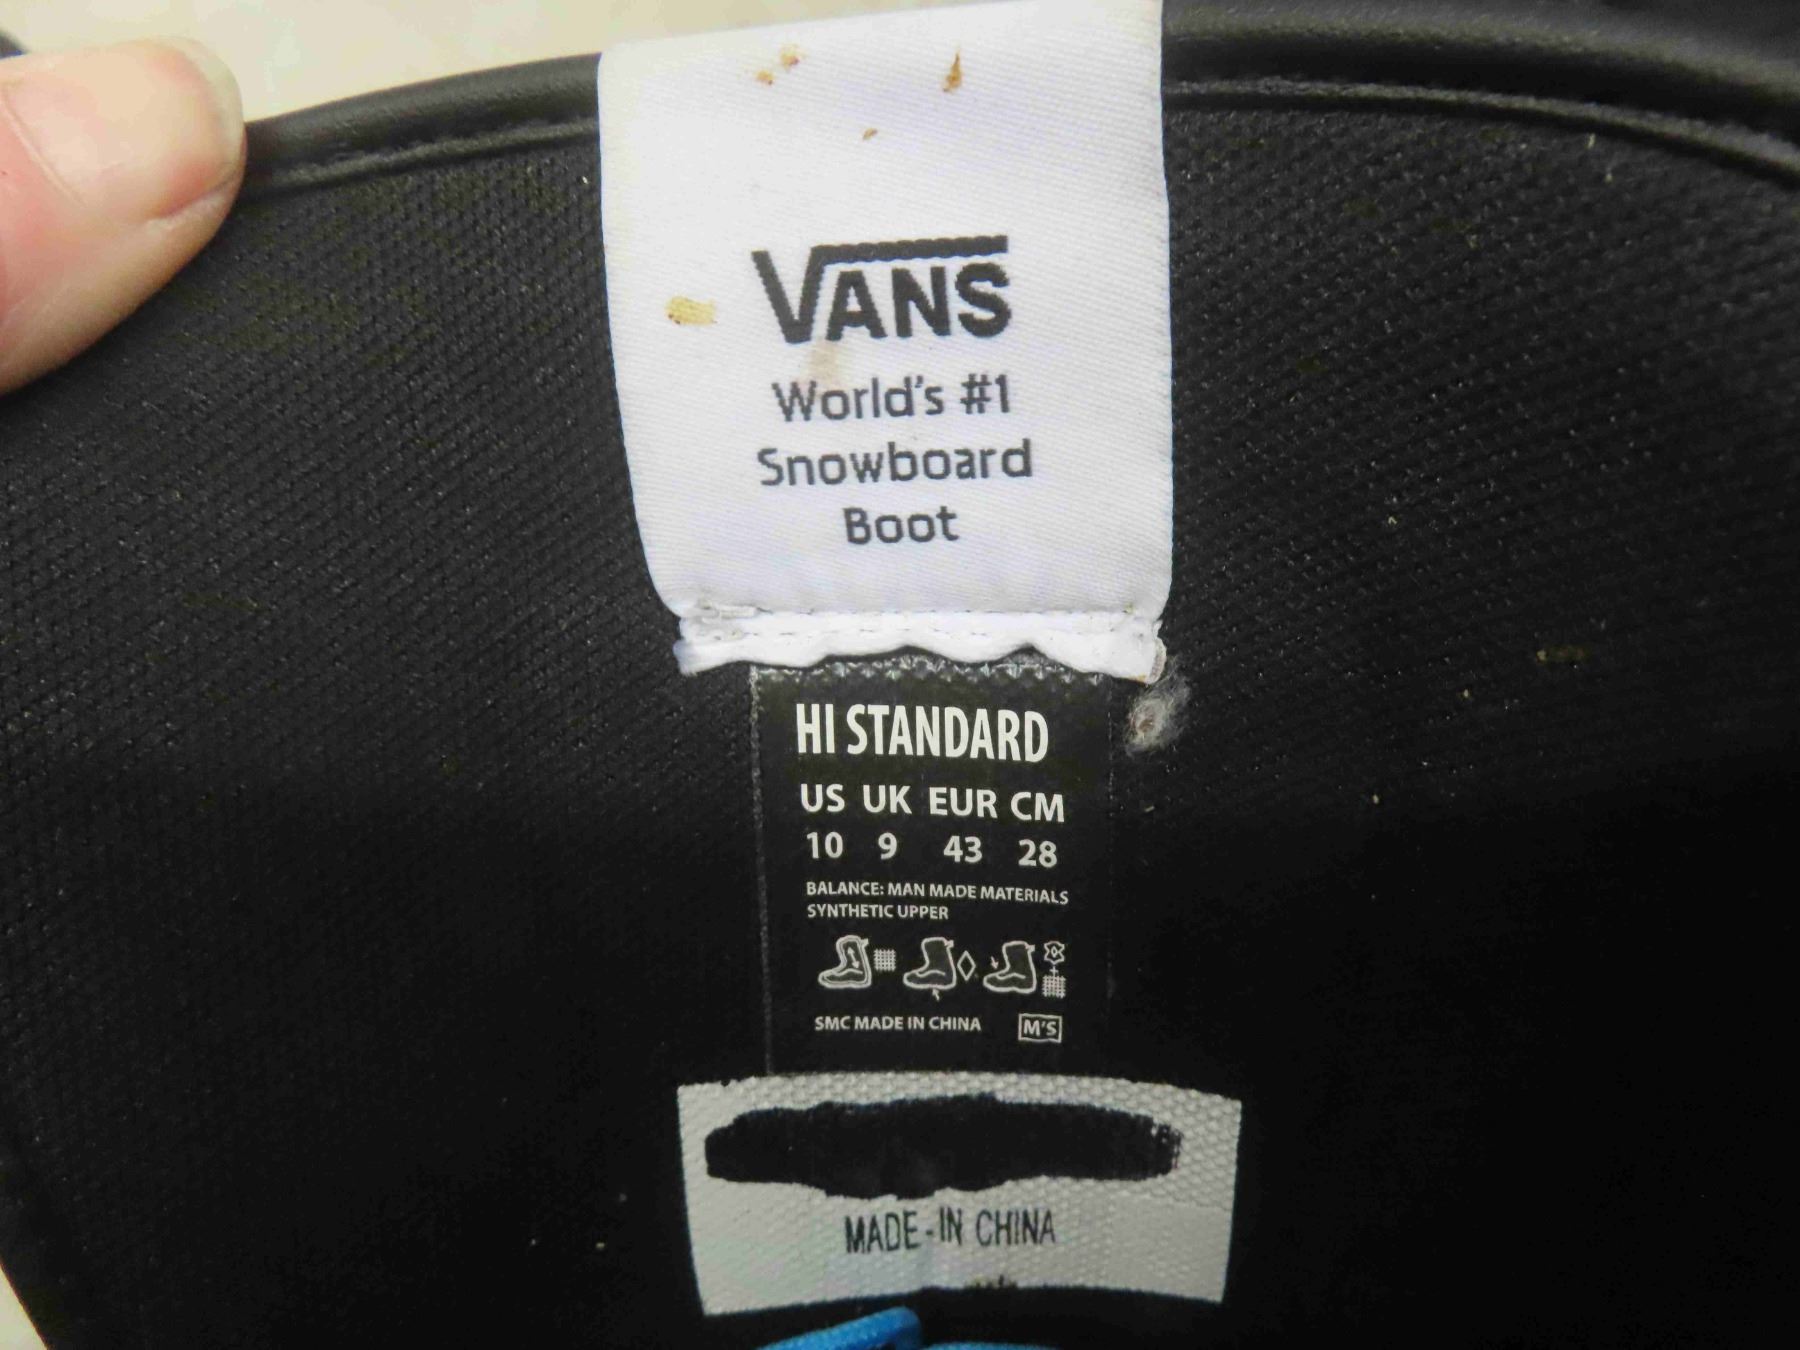 VANS
World's #1
Snowboard
Boot
HI STANDARD
US UK EUR CM
10 9 43 28
BALANCE: MAN MADE MATERIALS
SYNTHETIC UPPER
SMC MADE IN CHINA M'S
MADE-IN CHINA